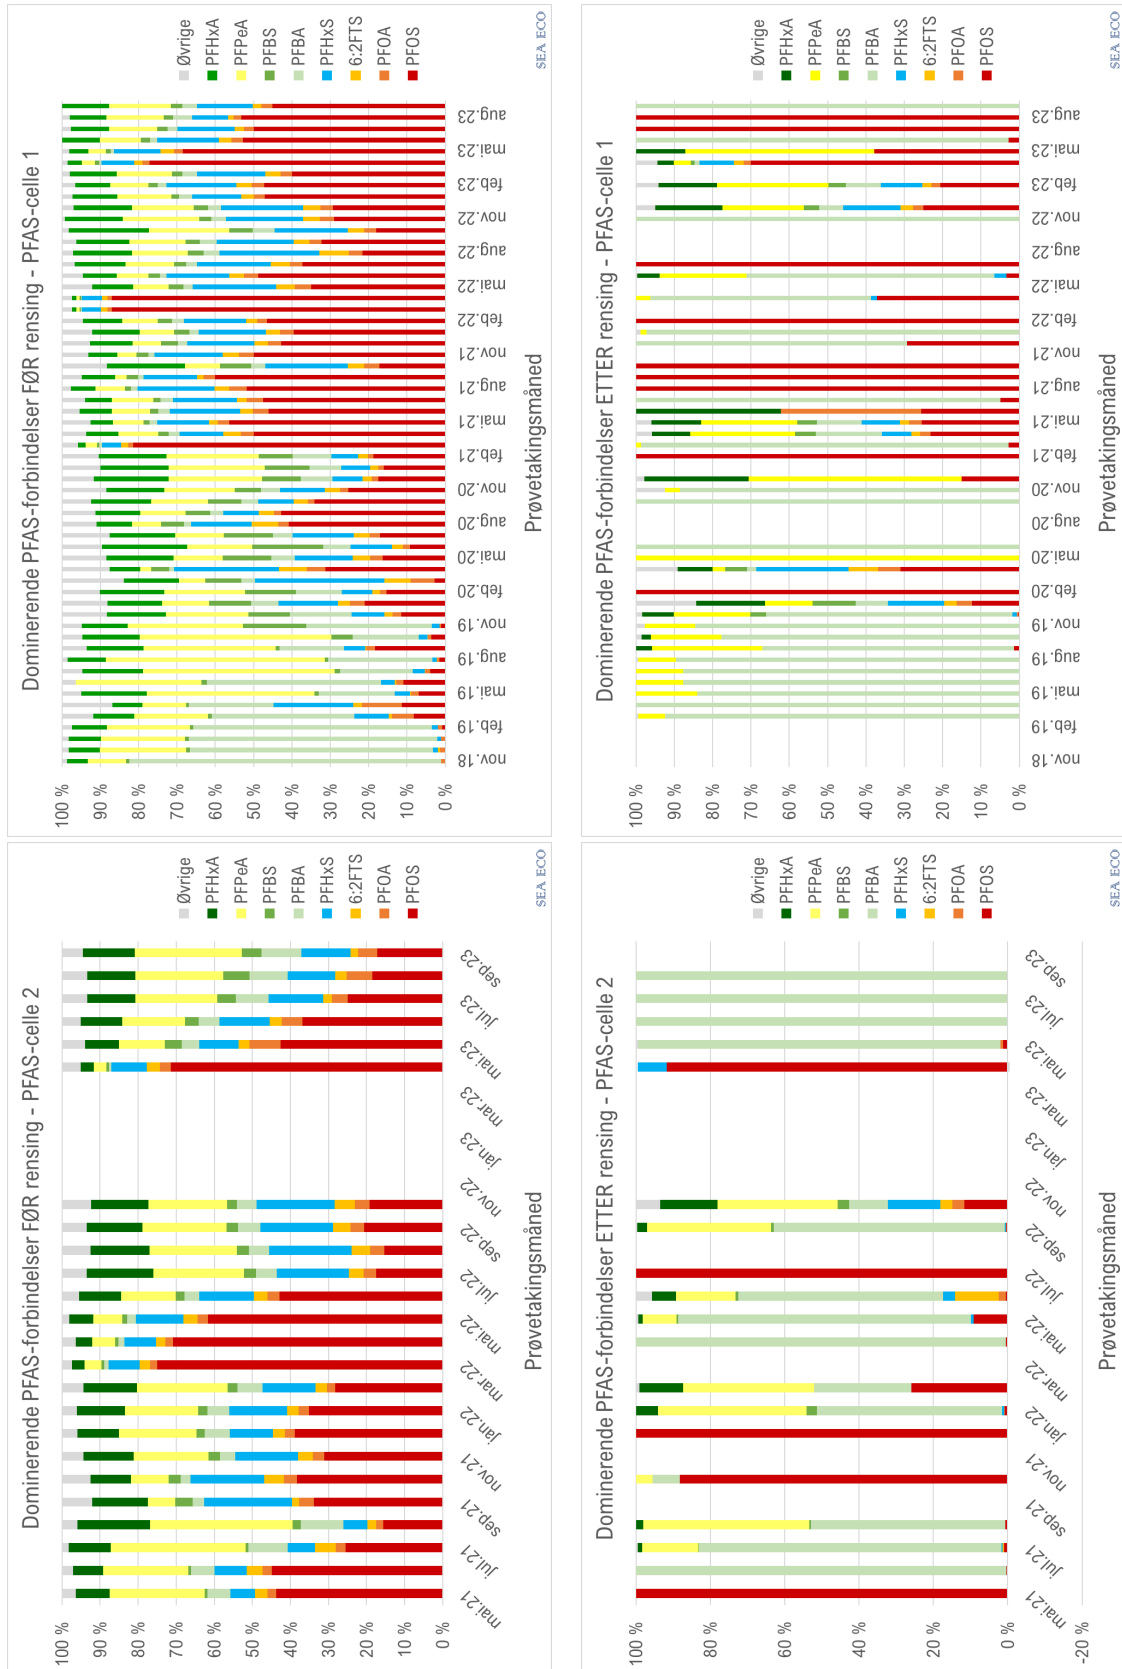 Dominerende PFAS-forbindelser FØR rensing - PFAS-celle 1
100 %
90 %
80 %
70 %
60 %
50 %
40 %
30 %
20 %
10 %
0 %
nov.18
feb.19
mai.19
aug.19
nov.19
feb.20
mai.20
aug.20
nov.20
feb.21
mai.21
aug.21
nov.21
feb.22
mai.22
aug.22
nov.22
feb.23
mai.23
aug.23
Prøvetakingsmåned
Øvrige
PFHxA
PFPeA
PFBS
PFBA
PFHxS
6:2FTS
PFOA
PFOS
SEA ECO
Dominerende PFAS-forbindelser ETTER rensing - PFAS-celle 1
100 %
90 %
80 %
70 %
60 %
50 %
40 %
30 %
20 %
10 %
0 %
nov.18
feb.19
mai.19
aug.19
nov.19
feb.20
mai.20
aug.20
nov.20
feb.21
mai.21
aug.21
nov.21
feb.22
mai.22
aug.22
nov.22
feb.23
mai.23
aug.23
Prøvetakingsmåned
Øvrige
PFHxA
PFPeA
PFBS
PFBA
PFHxS
6:2FTS
PFOA
PFOS
SEA ECO
Dominerende PFAS-forbindelser FØR rensing - PFAS-celle 2
100 %
90 %
80 %
70 %
60 %
50 %
40 %
30 %
20 %
10 %
0 %
mai.21
jul.21
sep.21
nov.21
jan.22
mar.22
mai.22
jul.22
sep.22
nov.22
jan.23
mar.23
mai.23
jul.23
sep.23
Prøvetakingsmåned
Øvrige
PFHxA
PFPeA
PFBS
PFBA
PFHxS
6:2FTS
PFOA
PFOS
SEA ECO
Dominerende PFAS-forbindelser ETTER rensing - PFAS-celle 2
100 %
80 %
60 %
40 %
20 %
0 %
-20 %
mai.21
jul.21
sep.21
nov.21
jan.22
mar.22
mai.22
jul.22
sep.22
nov.22
jan.23
mar.23
mai.23
jul.23
sep.23
Prøvetakingsmåned
Øvrige
PFHxA
PFPeA
PFBS
PFBA
PFHxS
6:2FTS
PFOA
PFOS
SEA ECO